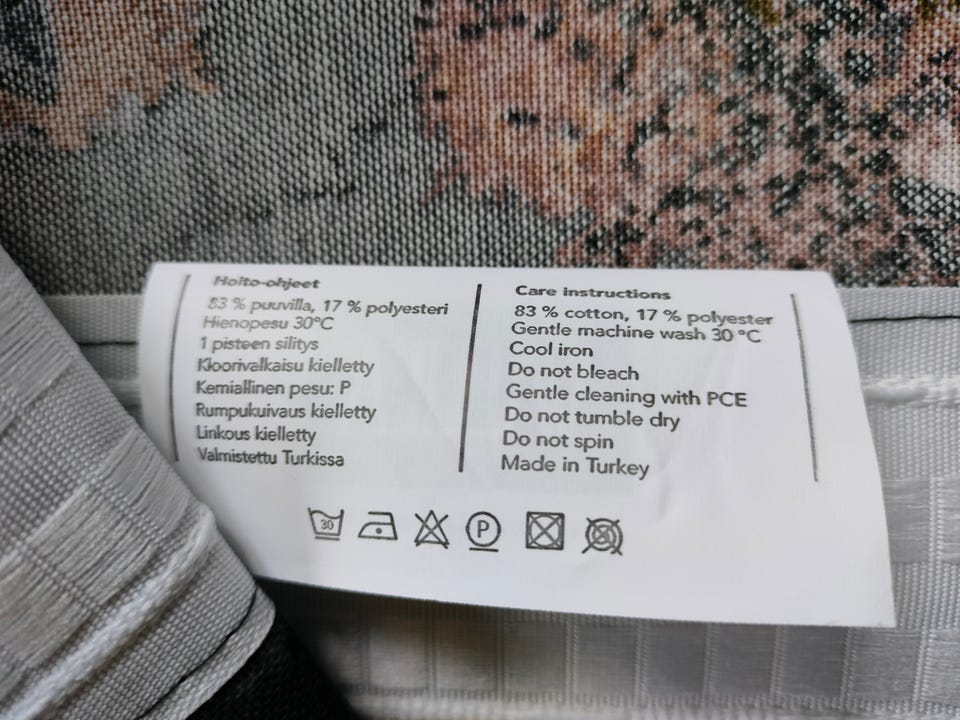 Hoito-ohjeet
83 % puuvilla, 17 % polyesteri
Hienopesu 30°C
1 pisteen silitys
Kloorivalkaisu kielletty
Kemiallinen pesu: P
Rumpukuivaus kielletty
Linkous kielletty
Valmistettu Turkissa
Care instructions
83 % cotton, 17 % polyester
Gentle machine wash 30 °C
Cool iron
Do not bleach
Gentle cleaning with PCE
Do not tumble dry
Do not spin
Made in Turkey
30 P